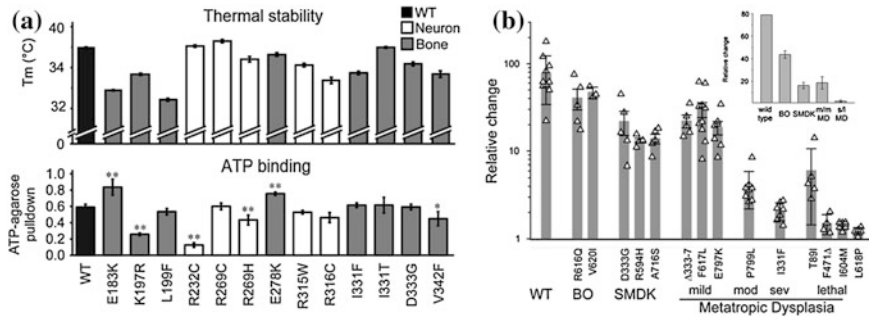 (a) Thermal stability
WT
Neuron
Bone
Tm (°C)
36
34
32
0
ATP binding
ATP-agarose
pulldown
1.0
0.8
0.6
0.4
0.2
0.0
** ** ** ** ** *
WT E183K K197R L199F R232C R269C R269H E278K R315W R316C I331F I331T D333G V342F
(b)
Relative change
100
10
1
Relative change
80
60
40
20
0
wild type BO SMDK m/m MD s/l MD
R616Q V620I D333G R594H A716S Δ333-7 F617L E797K P799L I331F T89I F471Δ I604M L618P
WT BO SMDK mild mod sev lethal
Metatropic Dysplasia